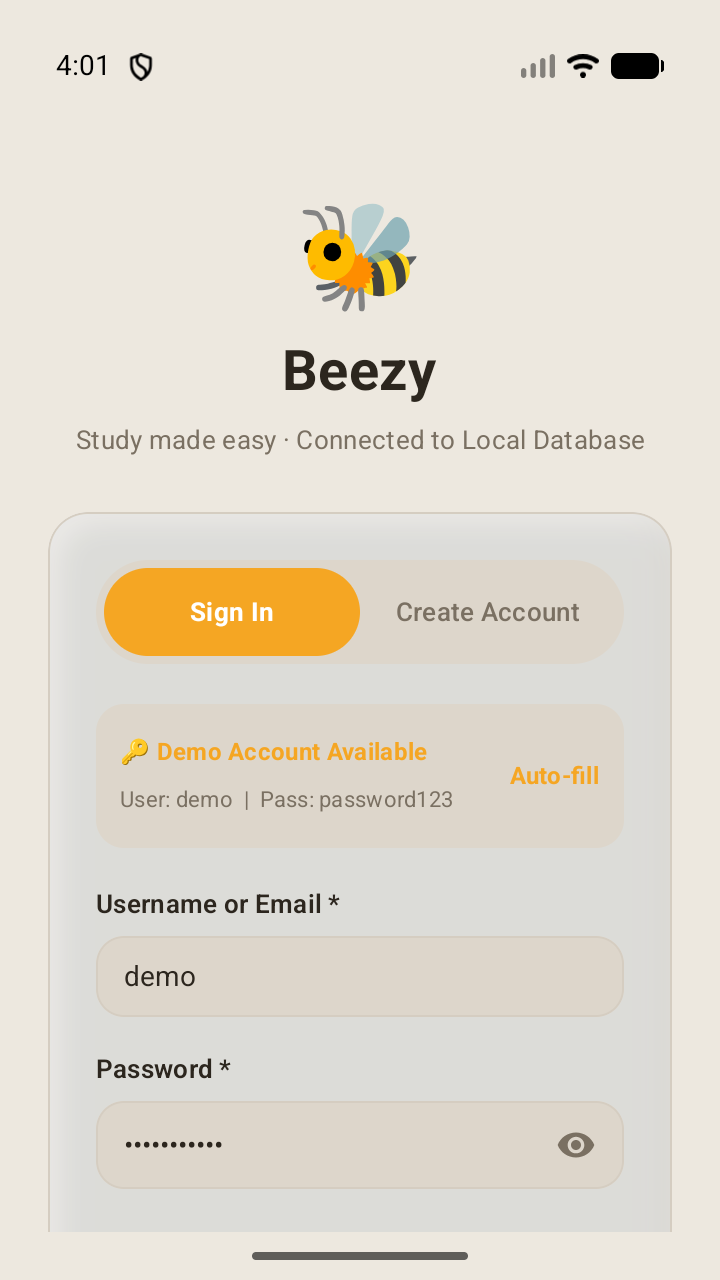 4:01
Beezy
Study made easy · Connected to Local Database
Sign In
Create Account
🔑 Demo Account Available
Auto-fill
User: demo | Pass: password123
Username or Email *
demo
Password *
•••••••••••